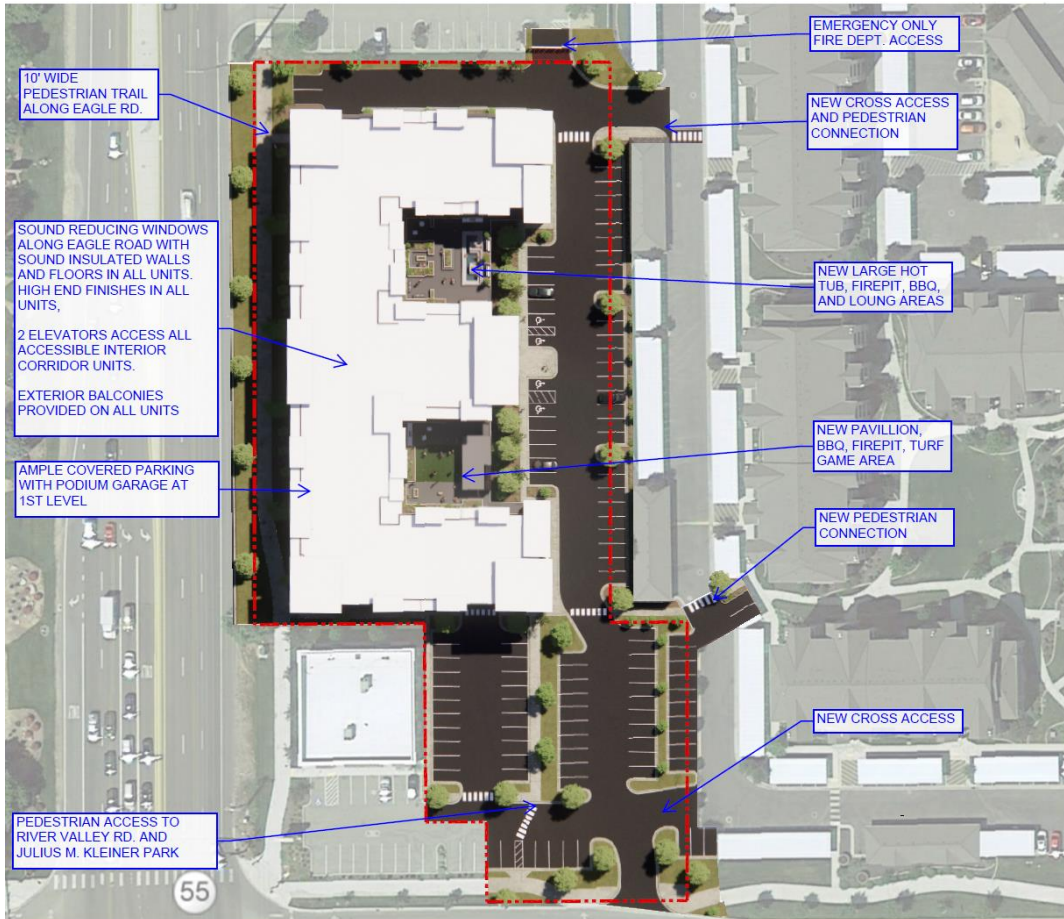 EMERGENCY ONLY
FIRE DEPT. ACCESS
10' WIDE
PEDESTRIAN TRAIL
ALONG EAGLE RD.
NEW CROSS ACCESS
AND PEDESTRIAN
CONNECTION
SOUND REDUCING WINDOWS
ALONG EAGLE ROAD WITH
SOUND INSULATED WALLS
AND FLOORS IN ALL UNITS.
HIGH END FINISHES IN ALL
UNITS,
2 ELEVATORS ACCESS ALL
ACCESSIBLE INTERIOR
CORRIDOR UNITS.
EXTERIOR BALCONIES
PROVIDED ON ALL UNITS
NEW LARGE HOT
TUB, FIREPIT, BBQ,
AND LOUNG AREAS
NEW PAVILLION,
BBQ, FIREPIT, TURF
GAME AREA
AMPLE COVERED PARKING
WITH PODIUM GARAGE AT
1ST LEVEL
NEW PEDESTRIAN
CONNECTION
NEW CROSS ACCESS
PEDESTRIAN ACCESS TO
RIVER VALLEY RD. AND
JULIUS M. KLEINER PARK
55